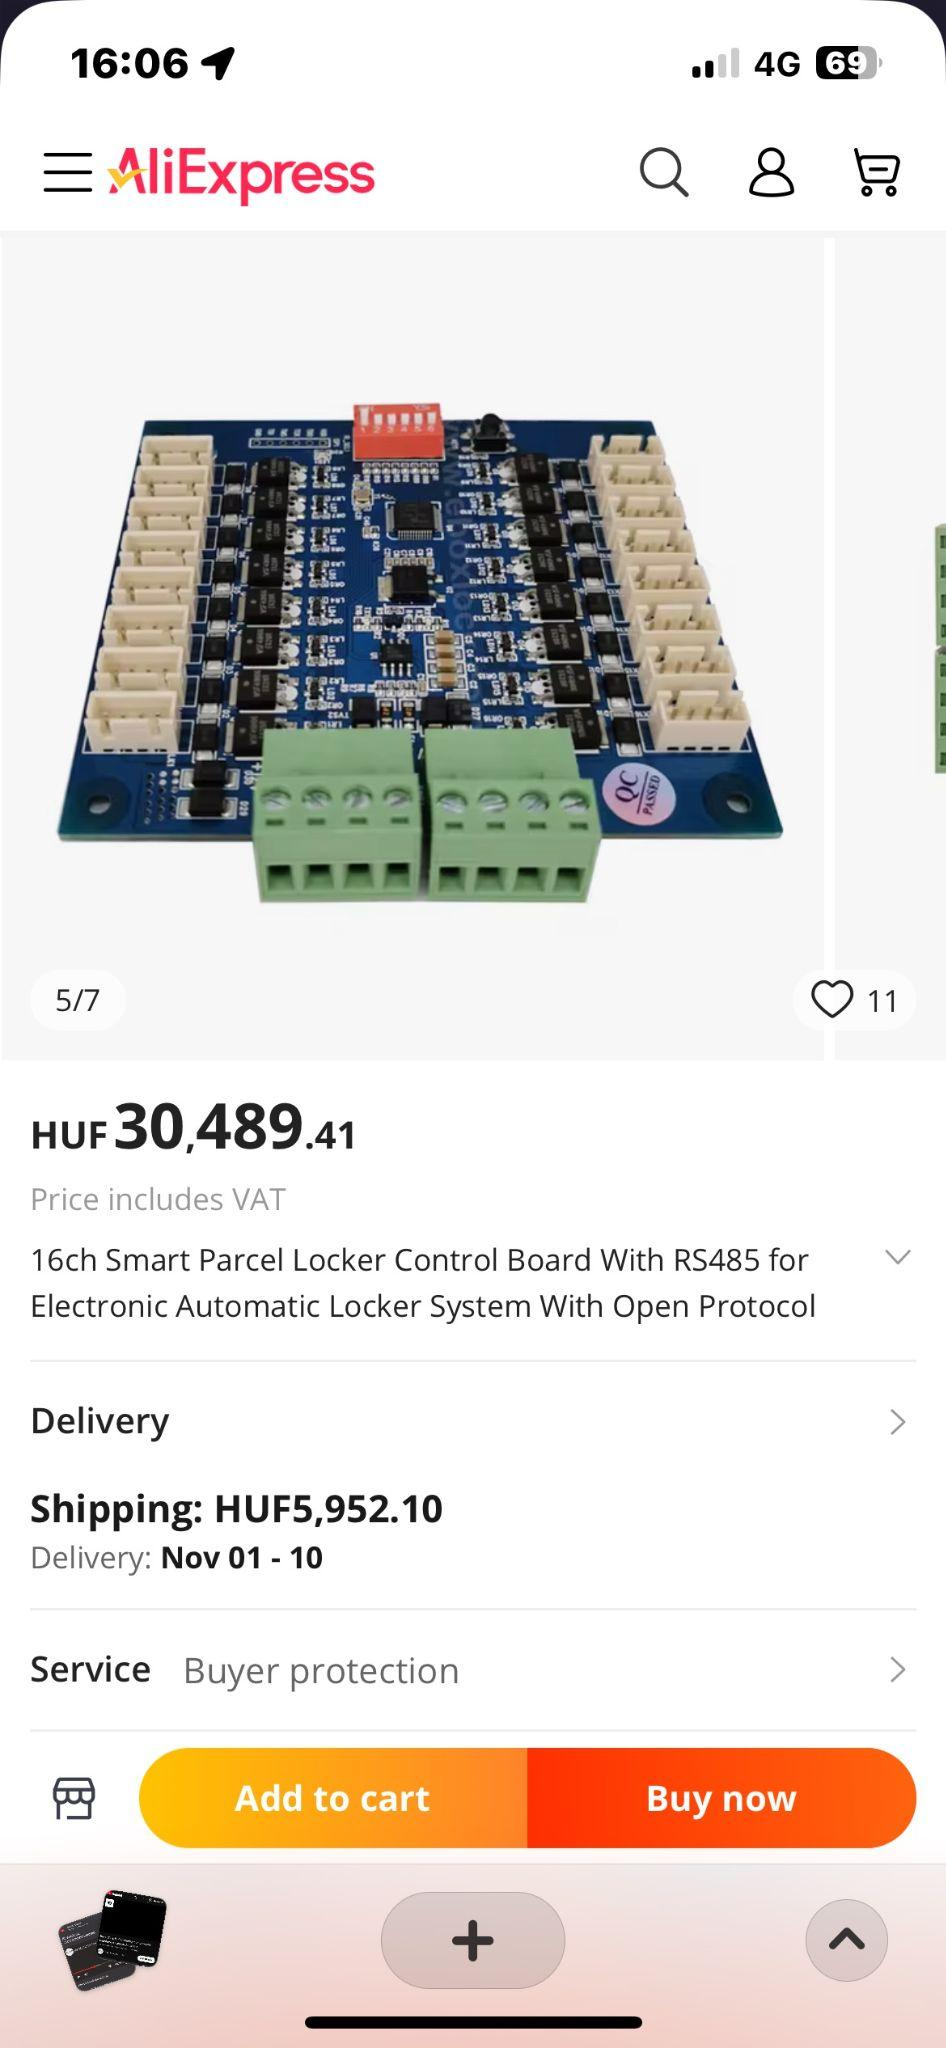 16:06
4G 69
AliExpress
QC
PASSED
5/7
11
HUF 30,489.41
Price includes VAT
16ch Smart Parcel Locker Control Board With RS485 for
Electronic Automatic Locker System With Open Protocol
Delivery
Shipping: HUF5,952.10
Delivery: Nov 01 - 10
Service Buyer protection
Add to cart
Buy now